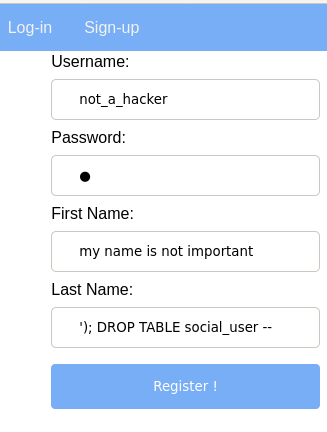 Log-in Sign-up
Username:
not_a_hacker
Password:
●
First Name:
my name is not important
Last Name:
'); DROP TABLE social_user --
Register !